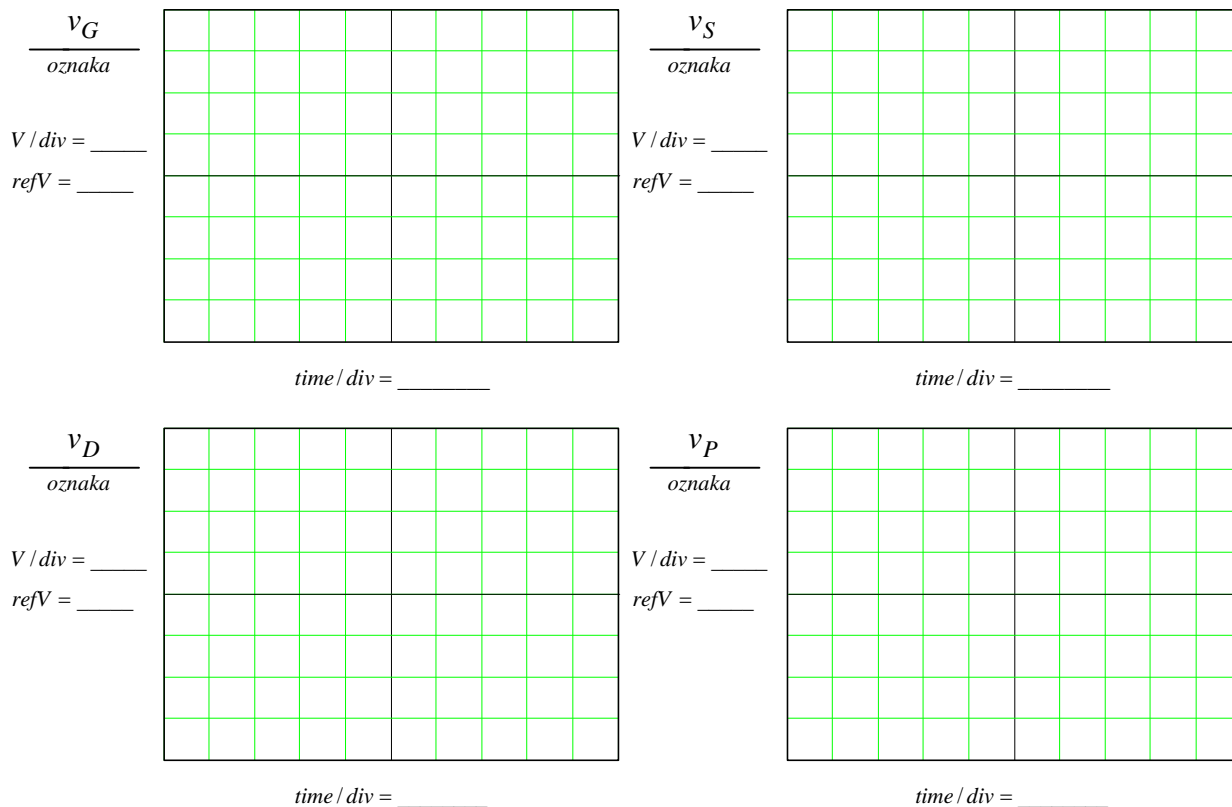 v_G
oznaka
V / div = _____
refV = _____
time / div = ________
v_S
oznaka
V / div = _____
refV = _____
time / div = ________
v_D
oznaka
V / div = _____
refV = _____
time / div = ________
v_P
oznaka
V / div = _____
refV = _____
time / div = ________